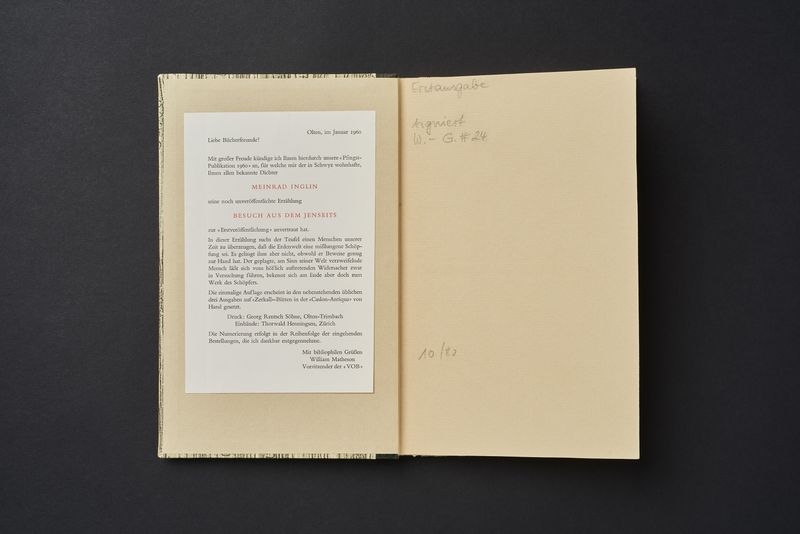 Olten, im Januar 1960
Liebe Bücherfreunde!
Mit großer Freude kündige ich Ihnen hierdurch unsere «Pfingst-
Publikation 1960» an, für welche mir der in Schwyz wohnhafte,
Ihnen allen bekannte Dichter
MEINRAD INGLIN
seine noch unveröffentlichte Erzählung
BESUCH AUS DEM JENSEITS
zur «Erstveröffentlichung» anvertraut hat.
In dieser Erzählung sucht der Teufel einen Menschen unserer
Zeit zu überzeugen, daß die Erdenwelt eine mißlungene Schöp-
fung sei. Es gelingt ihm aber nicht, obwohl er Beweise genug
zur Hand hat. Der geplagte, am Sinn seiner Welt verzweifelnde
Mensch läßt sich vom höflich auftretenden Widersacher zwar
in Versuchung führen, bekennt sich am Ende aber doch zum
Werk des Schöpfers.
Die einmalige Auflage erscheint in den nebenstehenden üblichen
drei Ausgaben auf «Zerkall»-Bütten in der «Caslon-Antiqua» von
Hand gesetzt.
Druck: Georg Rentsch Söhne, Olten-Trimbach
Einbände: Thorwald Henningsen, Zürich
Die Numerierung erfolgt in der Reihenfolge der eingehenden
Bestellungen, die ich dankbar entgegennehme.
Mit bibliophilen Grüßen
William Matheson
Vorsitzender der «VOB»
Erstausgabe
signiert
W. – G. # 24
10/82